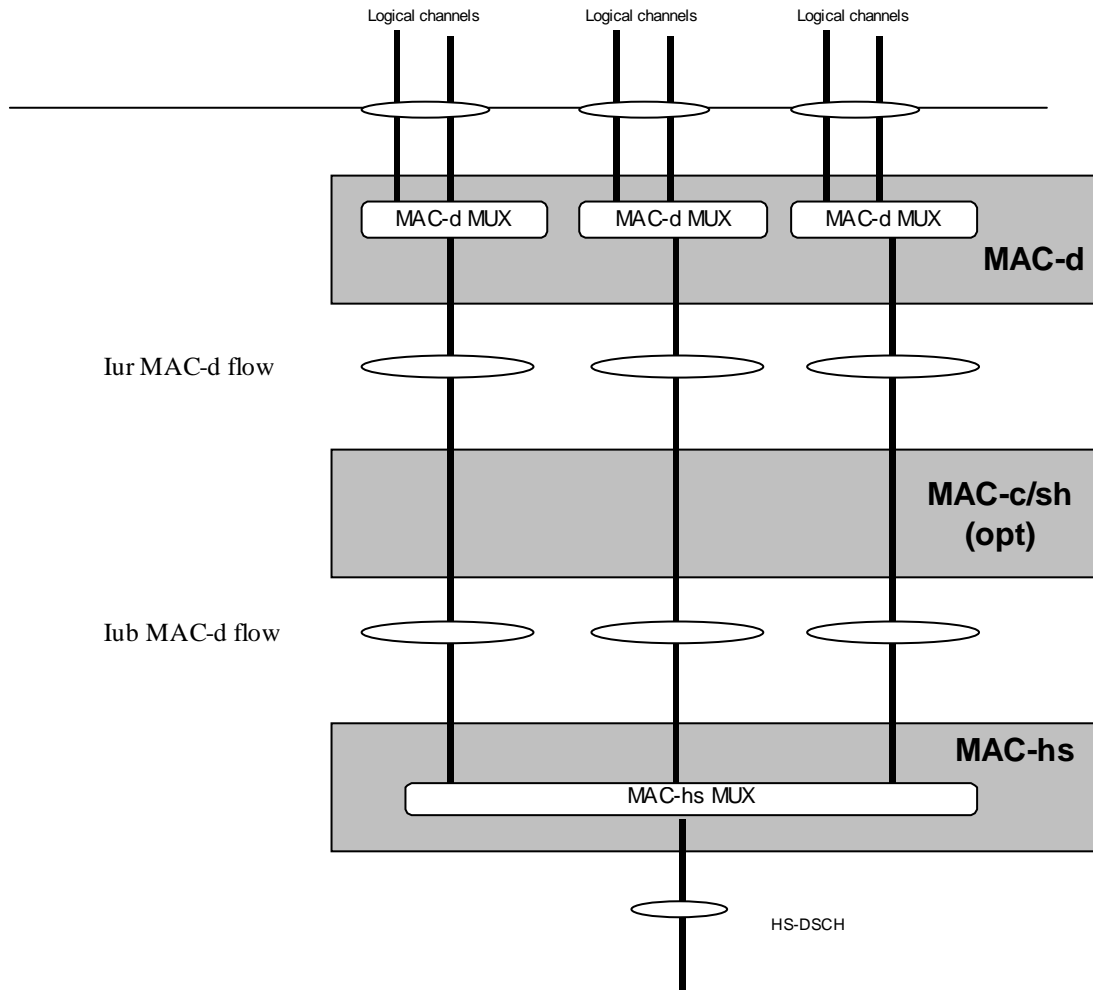 Logical channels
Logical channels
Logical channels
MAC-d MUX
MAC-d MUX
MAC-d MUX
MAC-d
Iur MAC-d flow
MAC-c/sh
(opt)
Iub MAC-d flow
MAC-hs
MAC-hs MUX
HS-DSCH